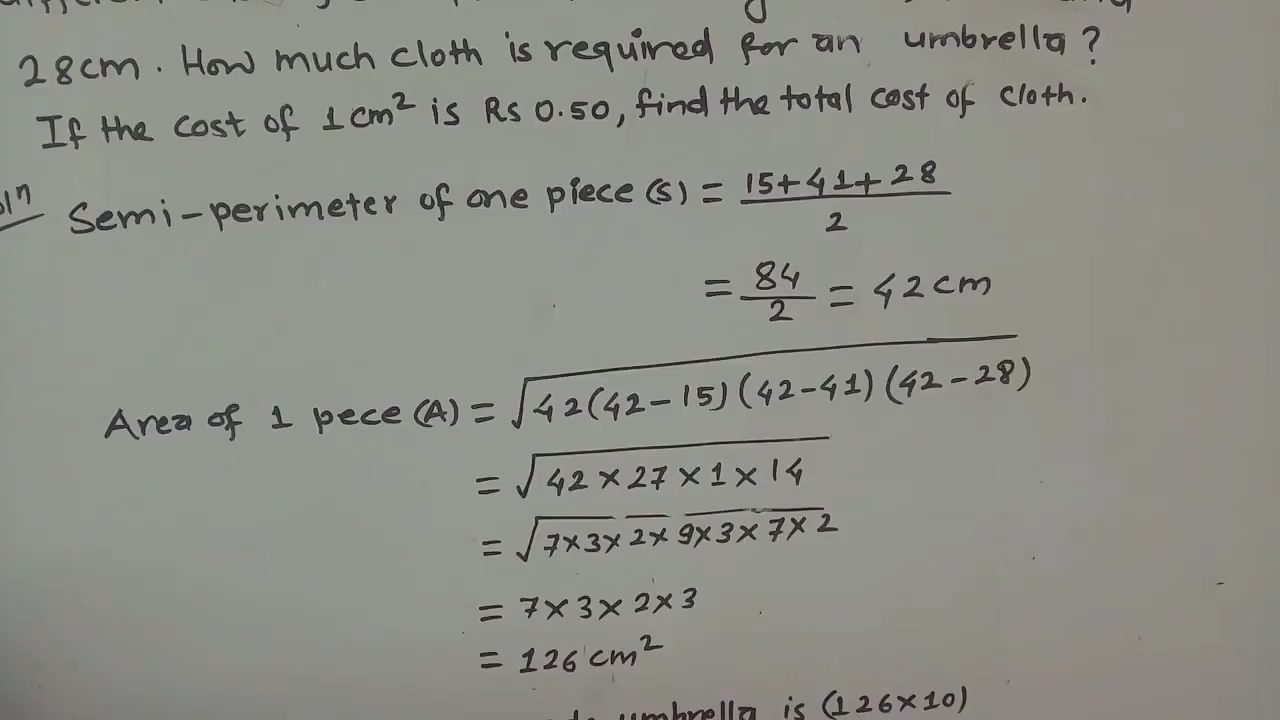 28cm. How much cloth is required for an umbrella?
If the cost of 1cm² is Rs 0.50, find the total cost of cloth.
Semi-perimeter of one piece (s) = 15+41+28 / 2
= 84 / 2 = 42cm
Area of 1 pece (A) = √42(42-15)(42-41)(42-28)
= √42×27×1×14
= √7×3×2×9×3×7×2
= 7×3×2×3
= 126 cm²
umbrella is (126×10)